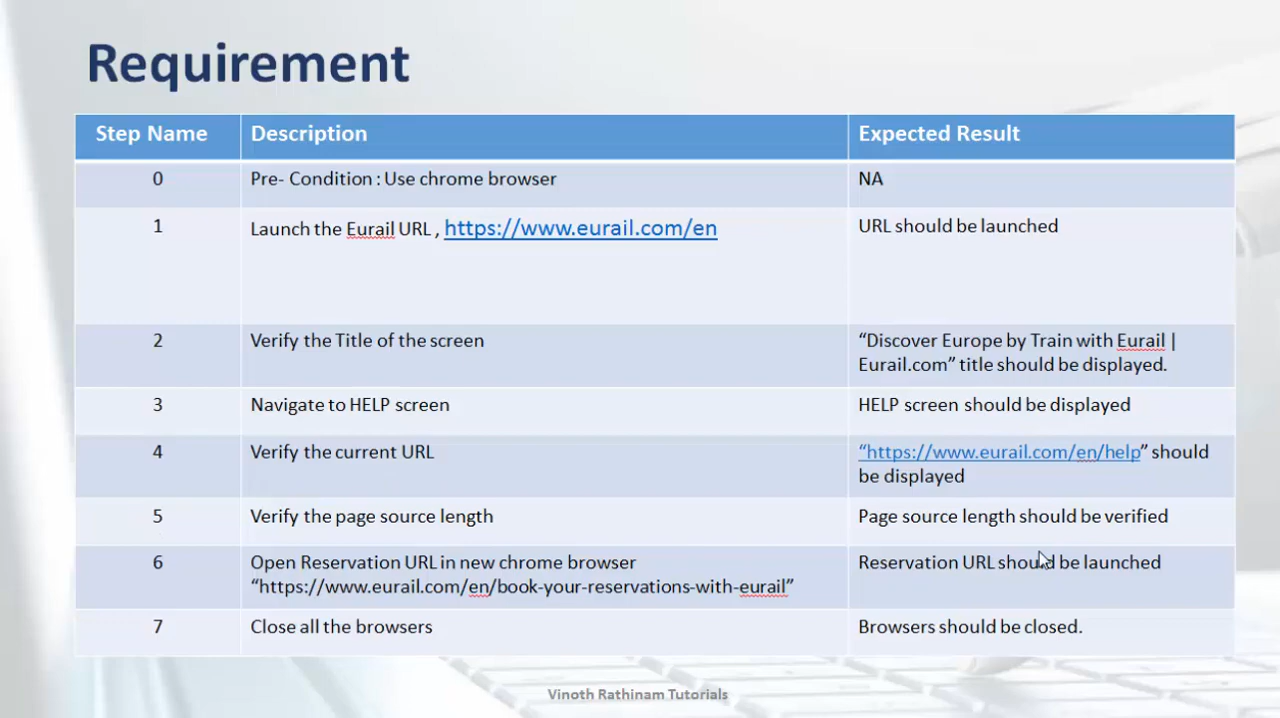 Requirement
Step Name Description Expected Result
0 Pre- Condition : Use chrome browser NA
1 Launch the Eurail URL , https://www.eurail.com/en URL should be launched
2 Verify the Title of the screen “Discover Europe by Train with Eurail |
Eurail.com” title should be displayed.
3 Navigate to HELP screen HELP screen should be displayed
4 Verify the current URL “https://www.eurail.com/en/help” should
be displayed
5 Verify the page source length Page source length should be verified
6 Open Reservation URL in new chrome browser Reservation URL should be launched
“https://www.eurail.com/en/book-your-reservations-with-eurail”
7 Close all the browsers Browsers should be closed.
Vinoth Rathinam Tutorials